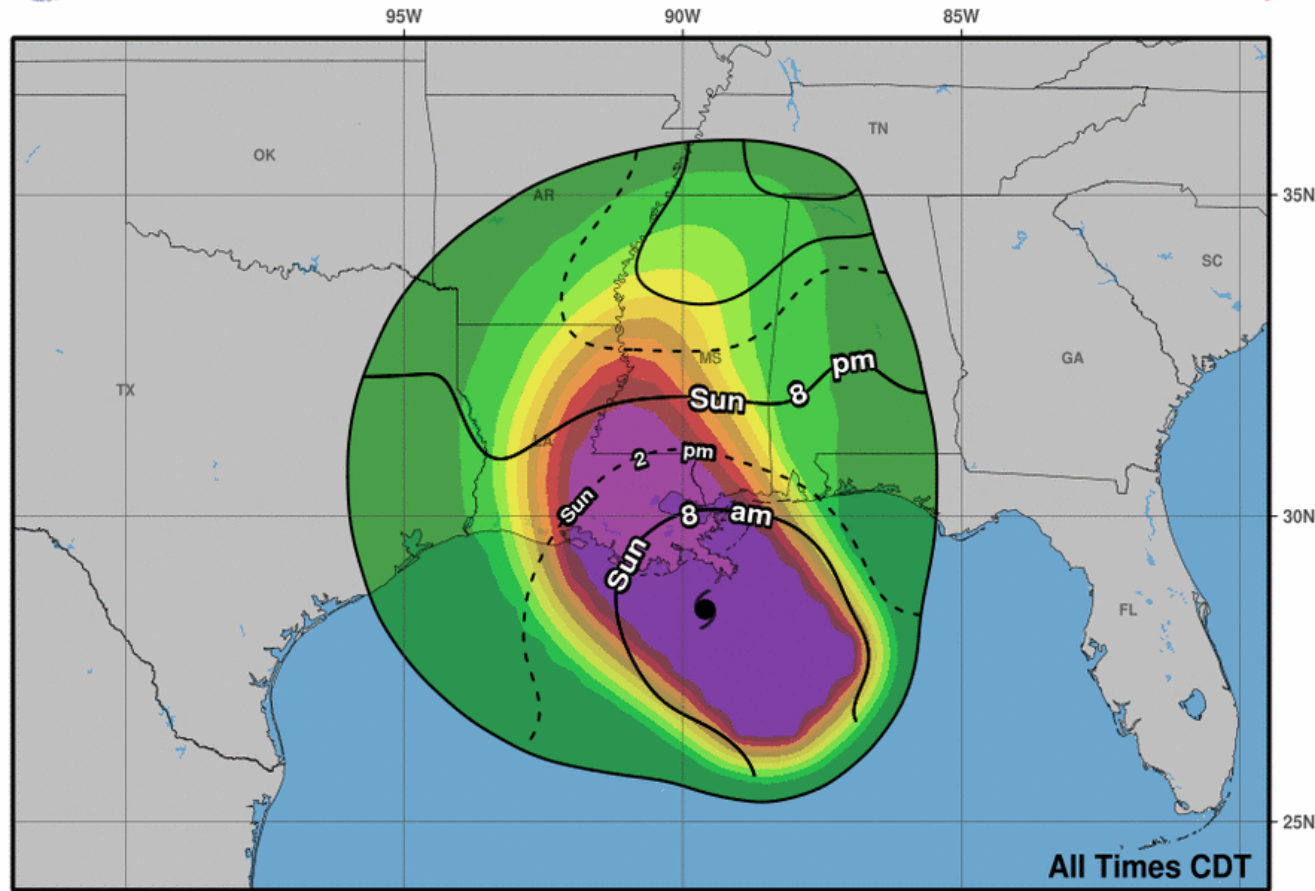 95W
90W
85W
TN
OK
AR
35N
SC
MS
GA
TX
pm
Sun
8
LA
2
pm
Sun
8
am
30N
Sun
FL
25N
All Times CDT